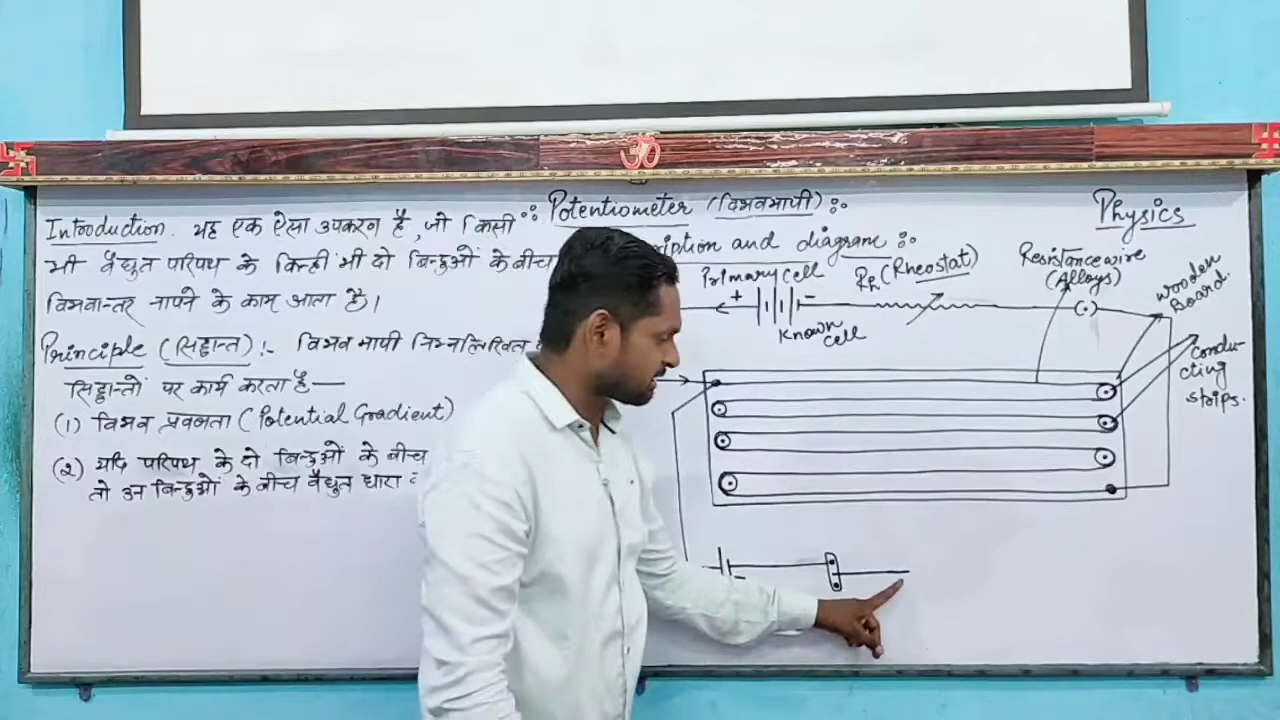 ∴ Potentiometer (विभवमापी) :-
Physics
Introduction. यह एक ऐसा उपकरण है, जो किसी
भी वैद्युत परिपथ के किन्हीं भी दो बिन्दुओं के बीच
विभवान्तर नापने के काम आता है।
Principle (सिद्धान्त) :- विभव मापी निम्नलिखित
सिद्धान्तों पर कार्य करता है —
(1) विभव प्रवणता (Potential Gradient)
(2) यदि परिपथ के दो बिन्दुओं के बीच
तो उन बिन्दुओं के बीच वैद्युत धारा
and diagram :-
Primary cell
+
-
Known
cell
Rh (Rheostat)
Resistance wire
(Alloys)
(·)
wooden
Board.
Condu-
cting
strips.
ॐ